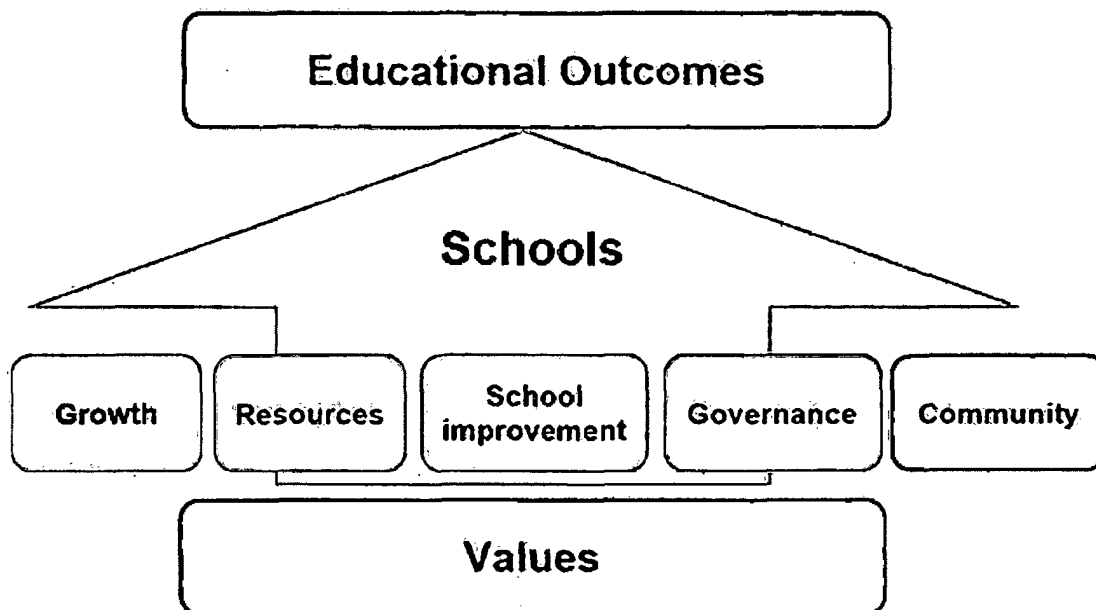 Educational Outcomes
Schools
Growth
Resources
School
improvement
Governance
Community
Values